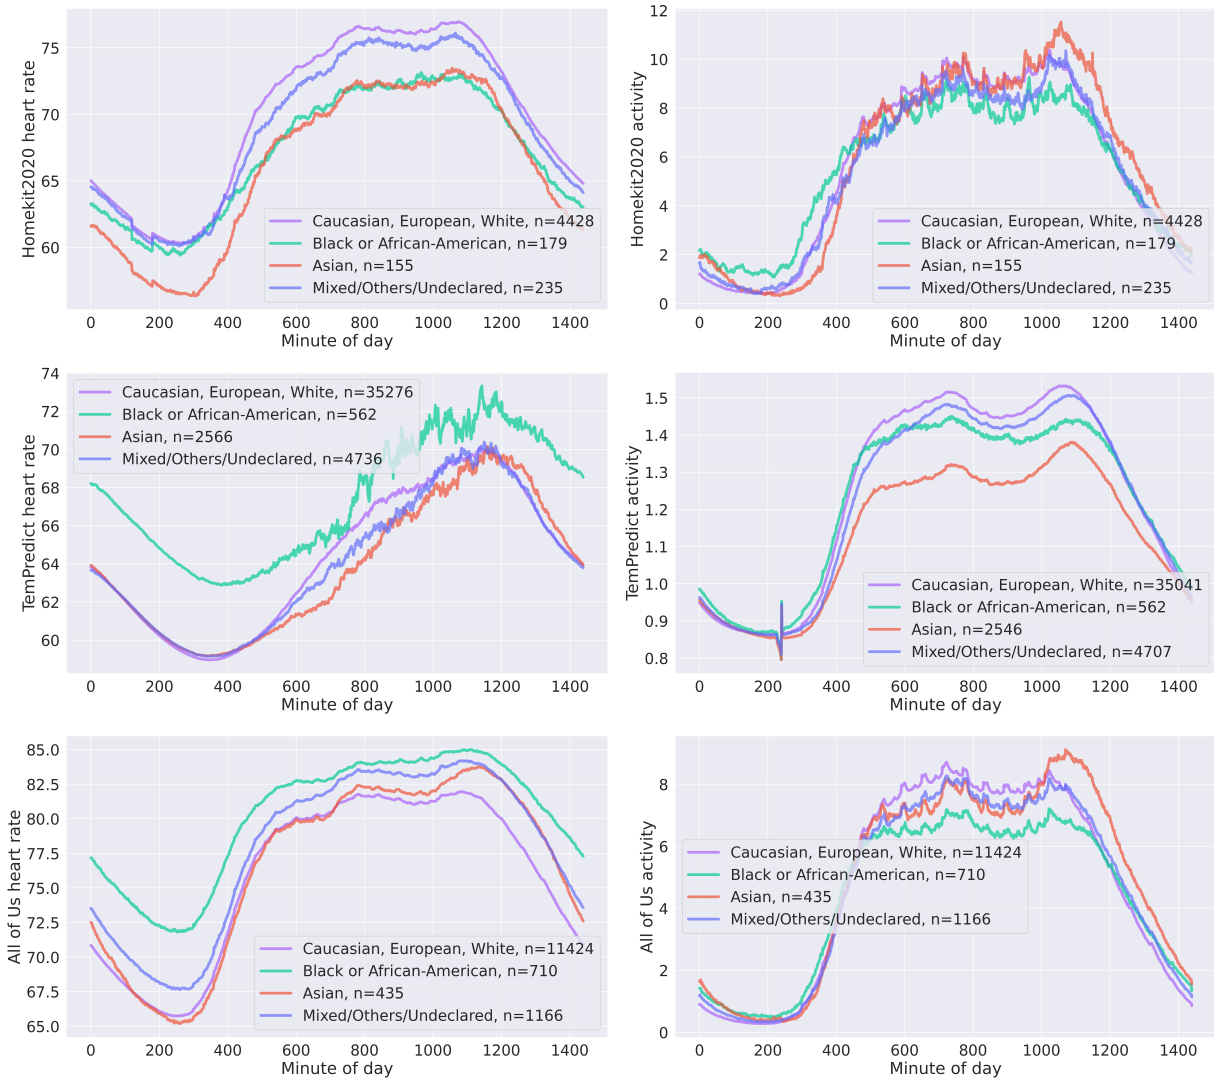 Homekit2020 heart rate
75
70
65
60
0 200 400 600 800 1000 1200 1400
Minute of day
Caucasian, European, White, n=4428
Black or African-American, n=179
Asian, n=155
Mixed/Others/Undeclared, n=235
Homekit2020 activity
12
10
8
6
4
2
0
0 200 400 600 800 1000 1200 1400
Minute of day
Caucasian, European, White, n=4428
Black or African-American, n=179
Asian, n=155
Mixed/Others/Undeclared, n=235
TemPredict heart rate
74
72
70
68
66
64
62
60
0 200 400 600 800 1000 1200 1400
Minute of day
Caucasian, European, White, n=35276
Black or African-American, n=562
Asian, n=2566
Mixed/Others/Undeclared, n=4736
TemPredict activity
1.5
1.4
1.3
1.2
1.1
1.0
0.9
0.8
0 200 400 600 800 1000 1200 1400
Minute of day
Caucasian, European, White, n=35041
Black or African-American, n=562
Asian, n=2546
Mixed/Others/Undeclared, n=4707
All of Us heart rate
85.0
82.5
80.0
77.5
75.0
72.5
70.0
67.5
65.0
0 200 400 600 800 1000 1200 1400
Minute of day
Caucasian, European, White, n=11424
Black or African-American, n=710
Asian, n=435
Mixed/Others/Undeclared, n=1166
All of Us activity
8
6
4
2
0
0 200 400 600 800 1000 1200 1400
Minute of day
Caucasian, European, White, n=11424
Black or African-American, n=710
Asian, n=435
Mixed/Others/Undeclared, n=1166